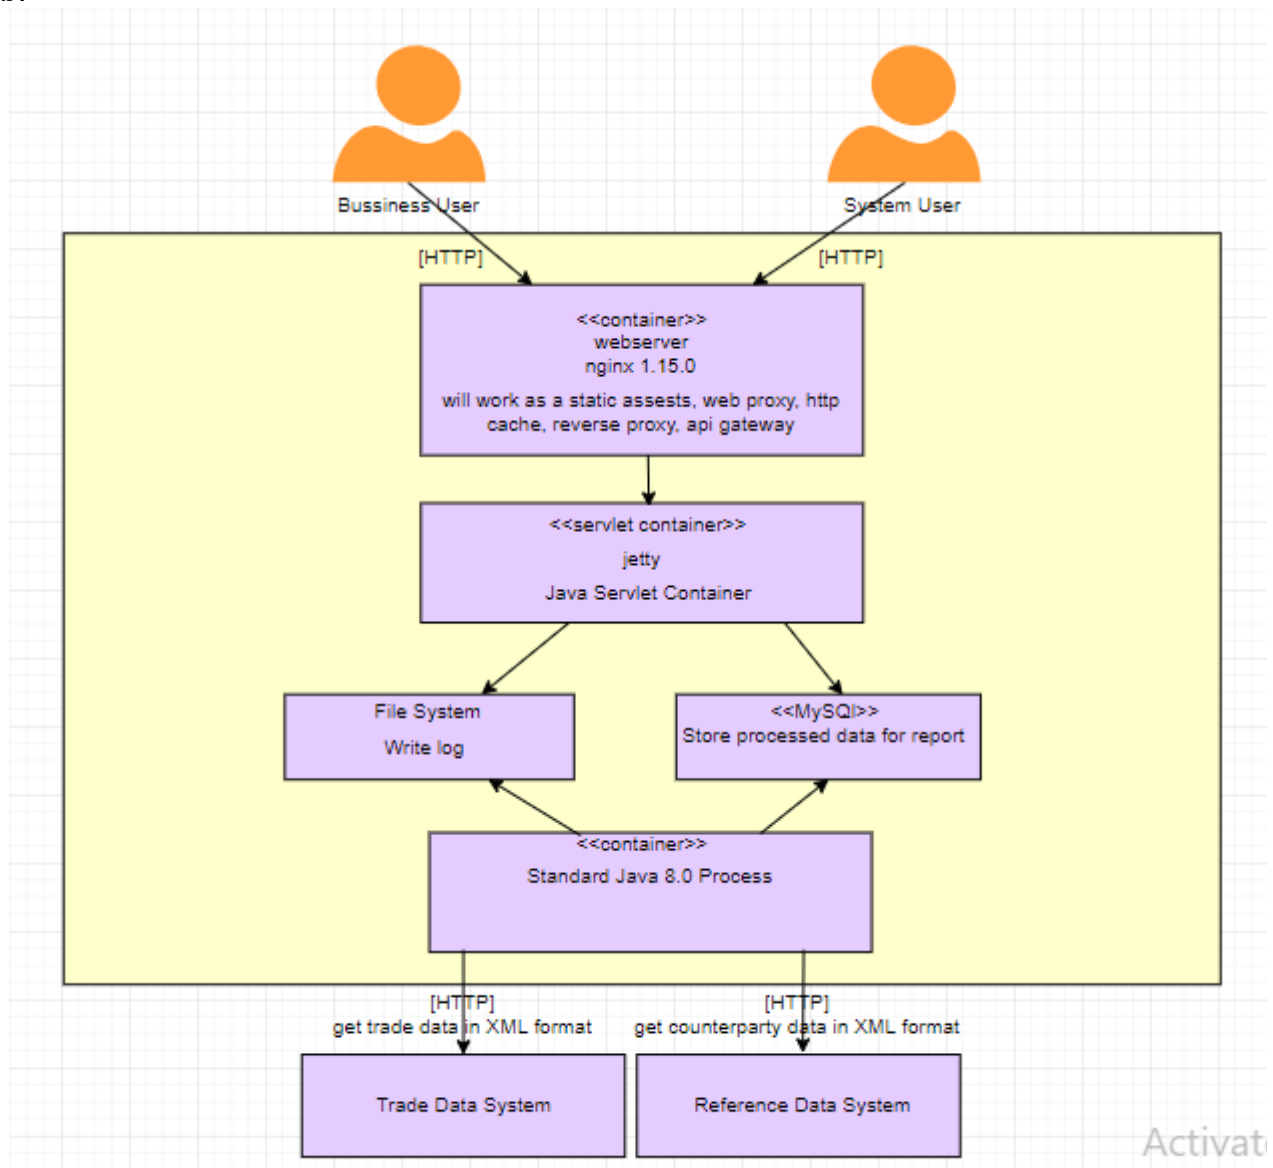 Bussiness User
System User
[HTTP]
[HTTP]
<<container>>
webserver
nginx 1.15.0
will work as a static assests, web proxy, http
cache, reverse proxy, api gateway
<<servlet container>>
jetty
Java Servlet Container
File System
Write log
<<MySQl>>
Store processed data for report
<<container>>
Standard Java 8.0 Process
[HTTP]
get trade data in XML format
[HTTP]
get counterparty data in XML format
Trade Data System
Reference Data System
Activate